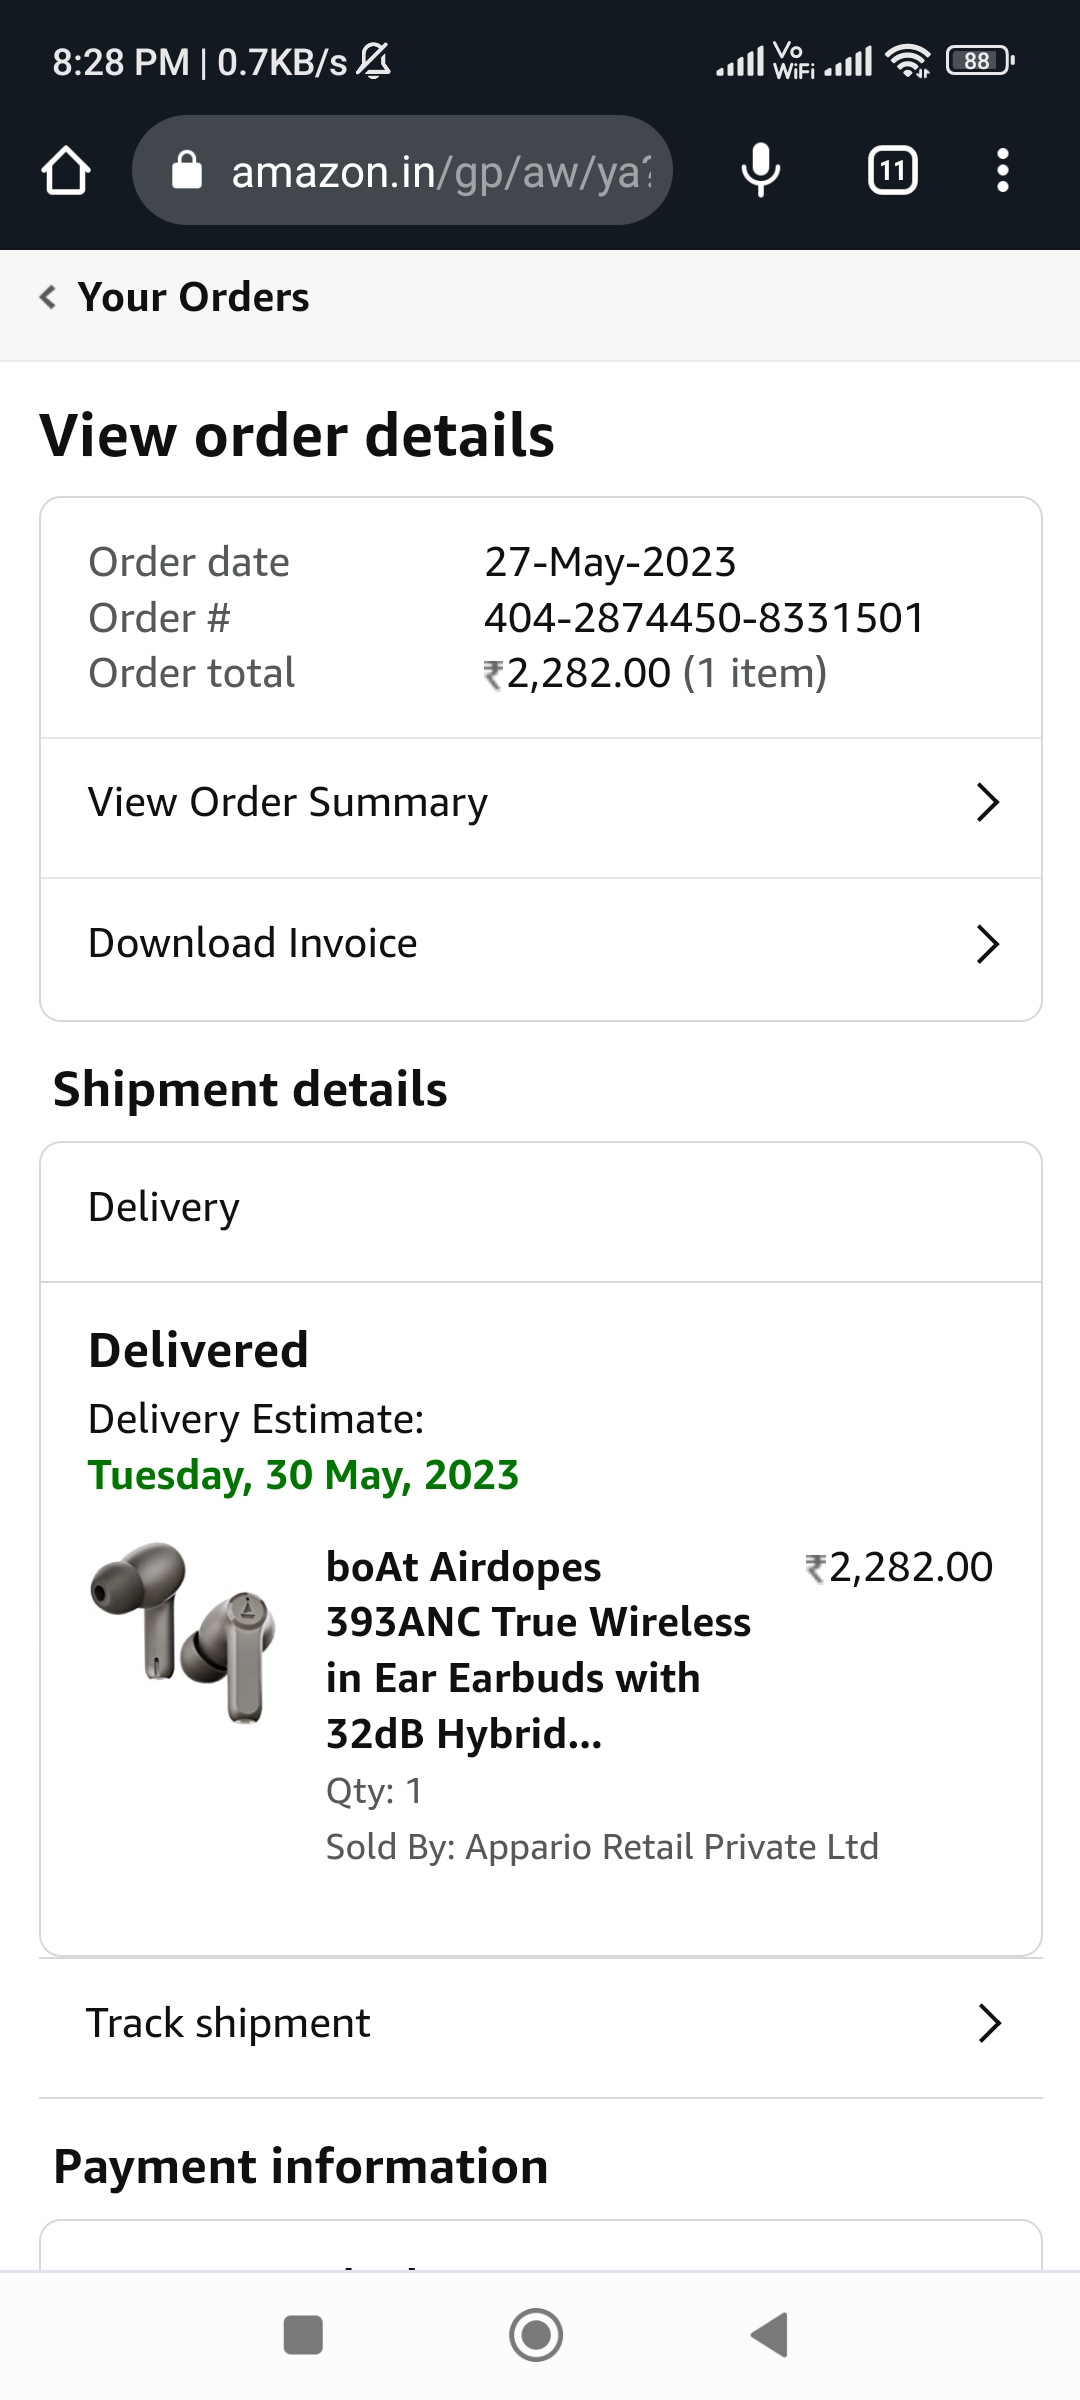 8:28 PM | 0.7KB/s
Vo WiFi
88
amazon.in/gp/aw/ya?
11
Your Orders
View order details
Order date 27-May-2023
Order # 404-2874450-8331501
Order total ₹2,282.00 (1 item)
View Order Summary
Download Invoice
Shipment details
Delivery
Delivered
Delivery Estimate:
Tuesday, 30 May, 2023
boAt Airdopes ₹2,282.00
393ANC True Wireless
in Ear Earbuds with
32dB Hybrid...
Qty: 1
Sold By: Appario Retail Private Ltd
Track shipment
Payment information